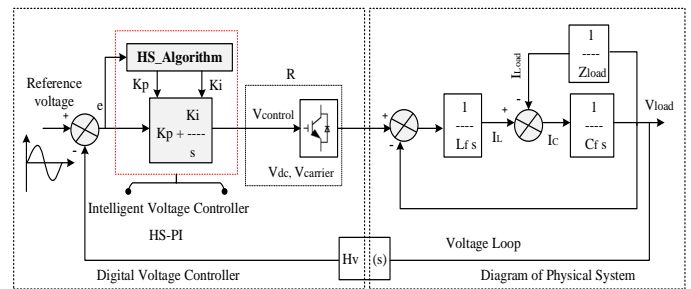 HS_Algorithm
Reference
voltage
+
-
e
Kp
Ki
Kp + Ki
----
s
R
Vcontrol
Vdc, Vcarrier
Intelligent Voltage Controller
HS-PI
Digital Voltage Controller
Hv (s)
+
-
1
----
Lf s
IL
+
-
ILoad
1
----
Zload
IC
1
----
Cf s
Vload
Voltage Loop
Diagram of Physical System